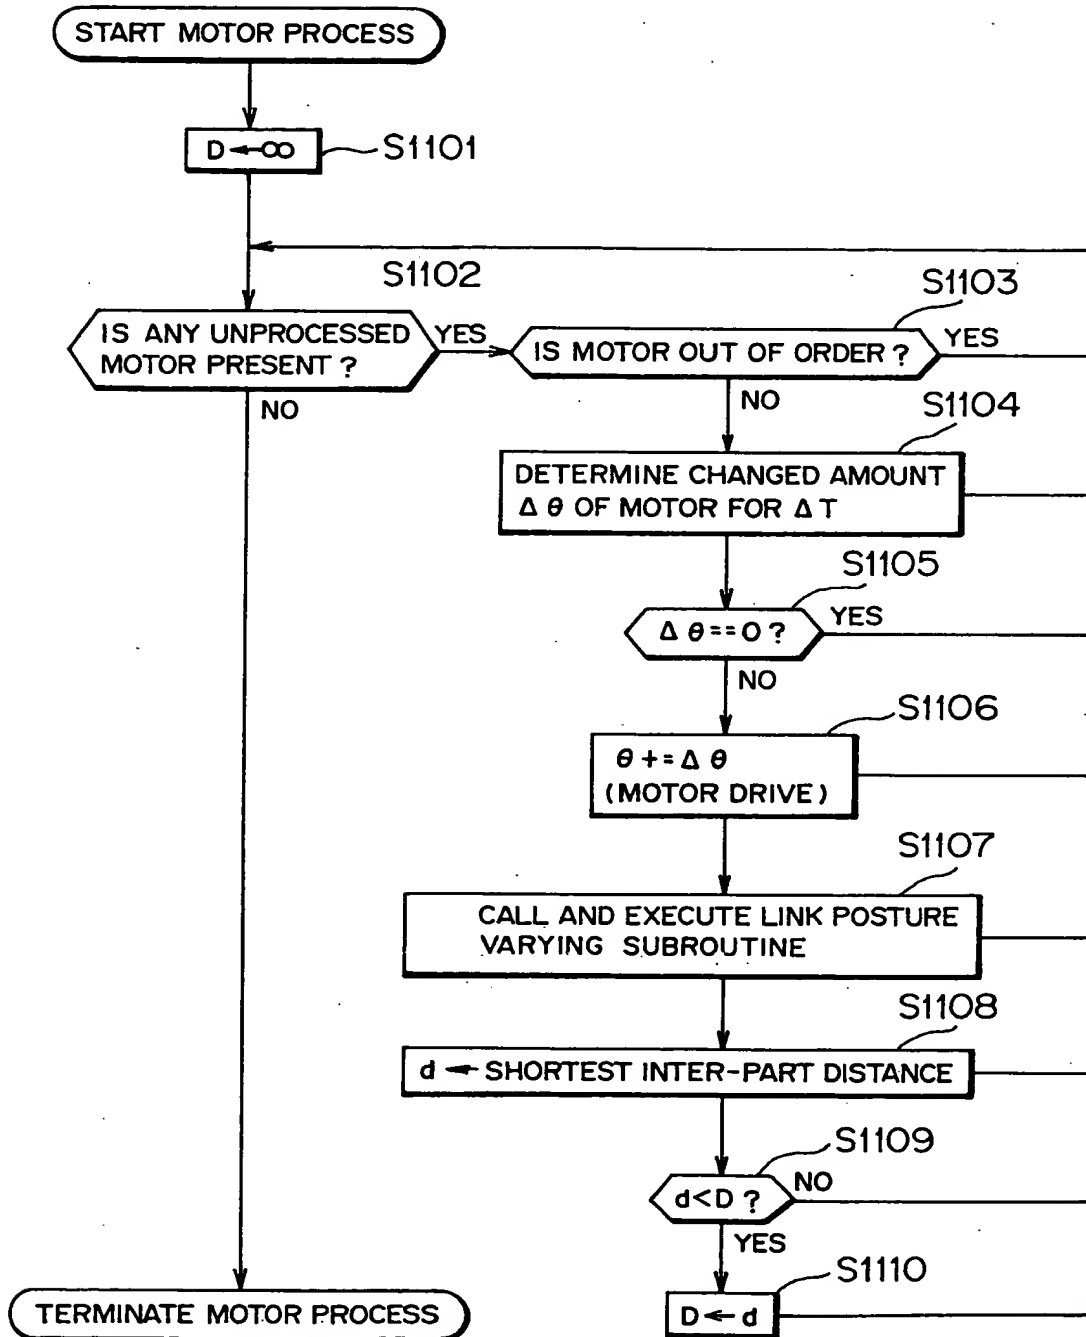 START MOTOR PROCESS
D ← ∞
S1101
S1102
S1103
IS ANY UNPROCESSED
MOTOR PRESENT ?
YES
IS MOTOR OUT OF ORDER ?
YES
NO
NO
S1104
DETERMINE CHANGED AMOUNT
Δ θ OF MOTOR FOR Δ T
S1105
Δ θ == 0 ?
YES
NO
S1106
θ += Δ θ
(MOTOR DRIVE)
S1107
CALL AND EXECUTE LINK POSTURE
VARYING SUBROUTINE
S1108
d ← SHORTEST INTER-PART DISTANCE
S1109
d < D ?
NO
YES
S1110
D ← d
TERMINATE MOTOR PROCESS